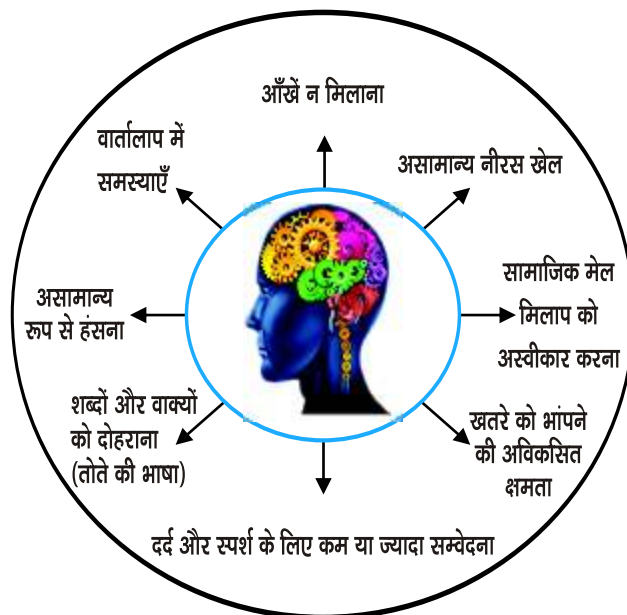 आँखें न मिलाना
असामान्य नीरस खेल
सामाजिक मेल
मिलाप को
अस्वीकार करना
खतरे को भांपने
की अविकसित
क्षमता
दर्द और स्पर्श के लिए कम या ज्यादा सम्वेदना
शब्दों और वाक्यों
को दोहराना
(तोते की भाषा)
असामान्य
रूप से हंसना
वार्तालाप में
समस्याएँ